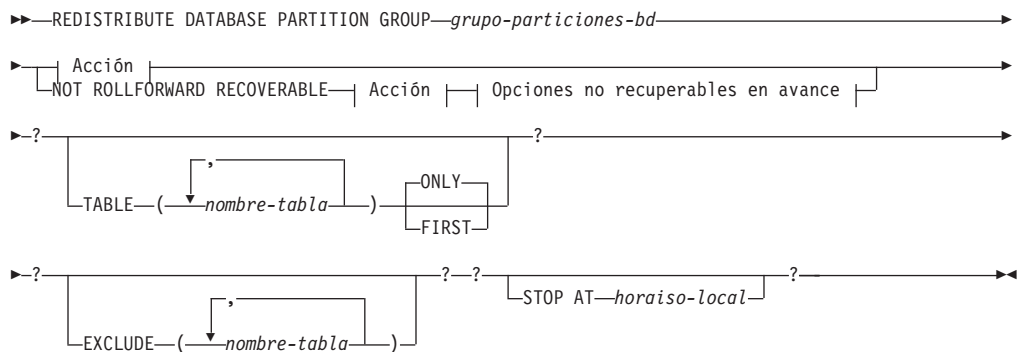 REDISTRIBUTE DATABASE PARTITION GROUP grupo-particiones-bd
Acción
NOT ROLLFORWARD RECOVERABLE Acción Opciones no recuperables en avance
? ?
,
ONLY
TABLE ( nombre-tabla )
FIRST
? ? ? ?
STOP AT horaiso-local
,
EXCLUDE ( nombre-tabla )